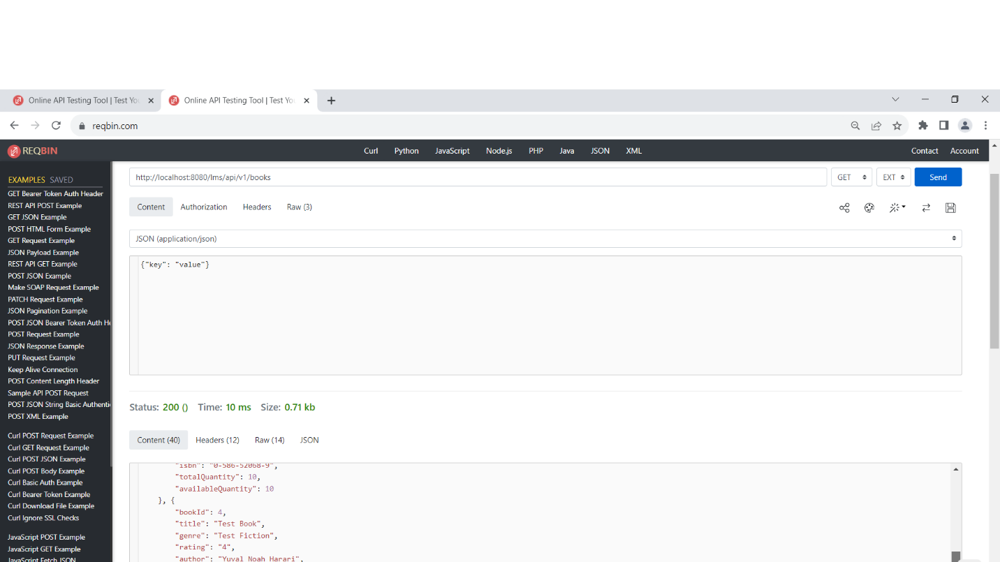 Online API Testing Tool | Test Yo
Online API Testing Tool | Test Yo
reqbin.com
REQBIN
Curl Python JavaScript Node.js PHP Java JSON XML
Contact Account
EXAMPLES SAVED
GET Bearer Token Auth Header
REST API POST Example
GET JSON Example
POST HTML Form Example
GET Request Example
JSON Payload Example
REST API GET Example
POST JSON Example
Make SOAP Request Example
PATCH Request Example
JSON Pagination Example
POST JSON Bearer Token Auth He
POST Request Example
JSON Response Example
PUT Request Example
Keep Alive Connection
POST Content Length Header
Sample API POST Request
POST JSON String Basic Authenti
POST XML Example
Curl POST Request Example
Curl GET Request Example
Curl POST JSON Example
Curl POST Body Example
Curl Basic Auth Example
Curl Bearer Token Example
Curl Download File Example
Curl Ignore SSL Checks
JavaScript POST Example
JavaScript GET Example
JavaScript Fetch JSON
http://localhost:8080/lms/api/v1/books
GET EXT Send
Content Authorization Headers Raw (3)
JSON (application/json)
{"key": "value"}
Status: 200 () Time: 10 ms Size: 0.71 kb
Content (40) Headers (12) Raw (14) JSON
"isbn": "0-586-52068-9",
"totalQuantity": 10,
"availableQuantity": 10
}, {
"bookId": 4,
"title": "Test Book",
"genre": "Test Fiction",
"rating": "4",
"author": "Yuval Noah Harari",